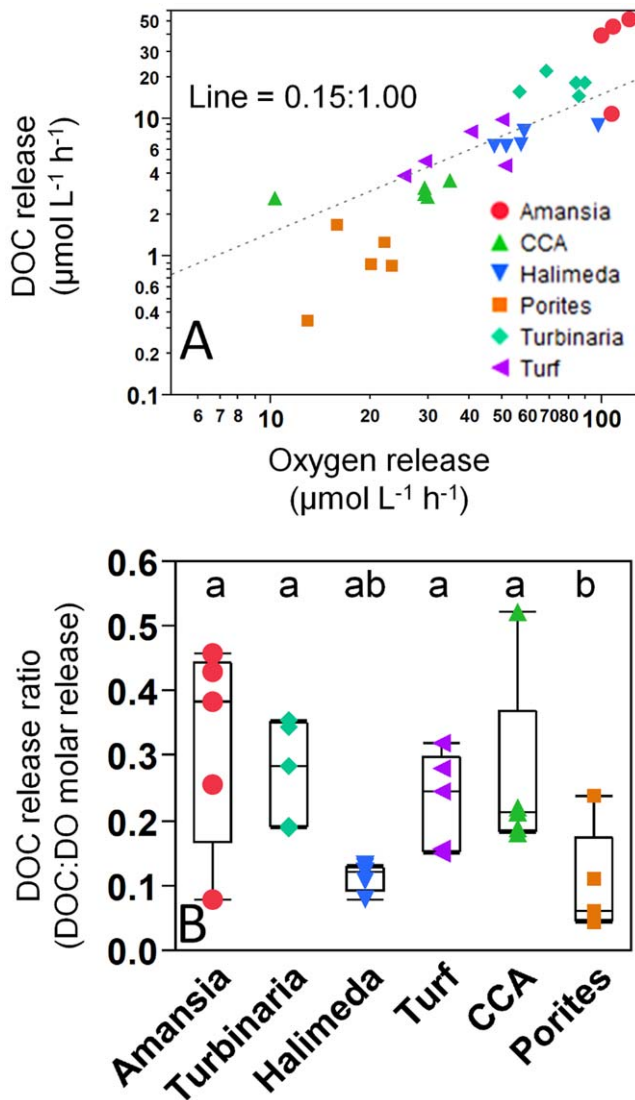 DOC release
(µmol L-1 h-1)
50
20
10
6
4
2
1
0.6
0.4
0.2
0.1
Line = 0.15:1.00
Amansia
CCA
Halimeda
Porites
Turbinaria
Turf
A
6 7 8 10 20 30 40 50 60 70 80 100
Oxygen release
(µmol L-1 h-1)
DOC release ratio
(DOC:DO molar release)
0.6
0.5
0.4
0.3
0.2
0.1
0.0
a a ab a a b
B
Amansia
Turbinaria
Halimeda
Turf
CCA
Porites